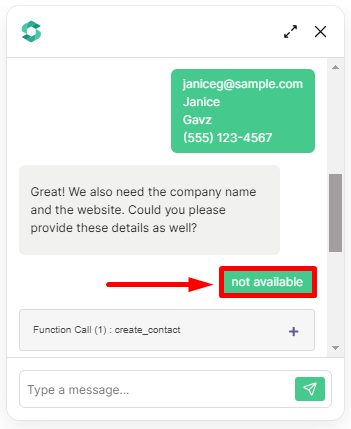 janiceg@sample.com
Janice
Gavz
(555) 123-4567
Great! We also need the company name
and the website. Could you please
provide these details as well?
not available
Function Call (1) : create_contact
Type a message...